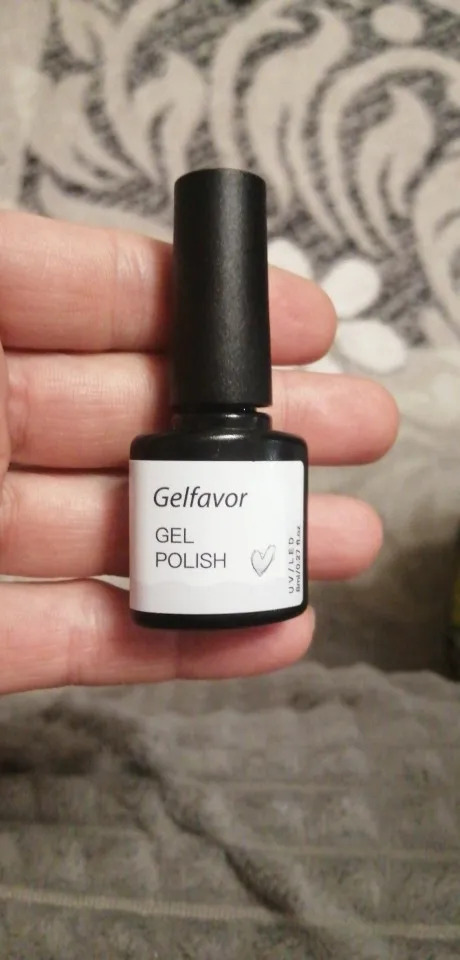 Gelfavor
GEL
POLISH
UV/LED
8ml/0.27 fl.oz